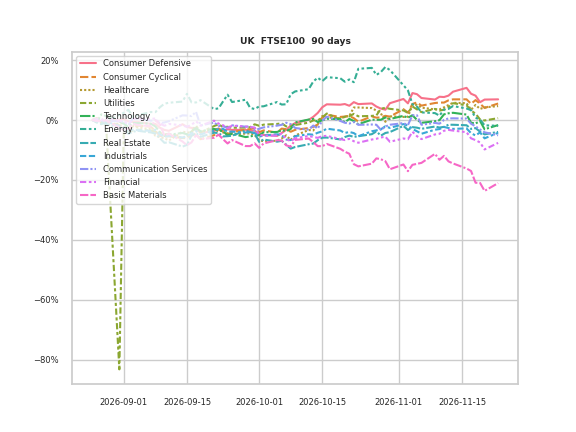 UK FTSE100 90 days
20%
0%
−20%
−40%
−60%
−80%
Consumer Defensive
Consumer Cyclical
Healthcare
Utilities
Technology
Energy
Real Estate
Industrials
Communication Services
Financial
Basic Materials
2026-09-01
2026-09-15
2026-10-01
2026-10-15
2026-11-01
2026-11-15